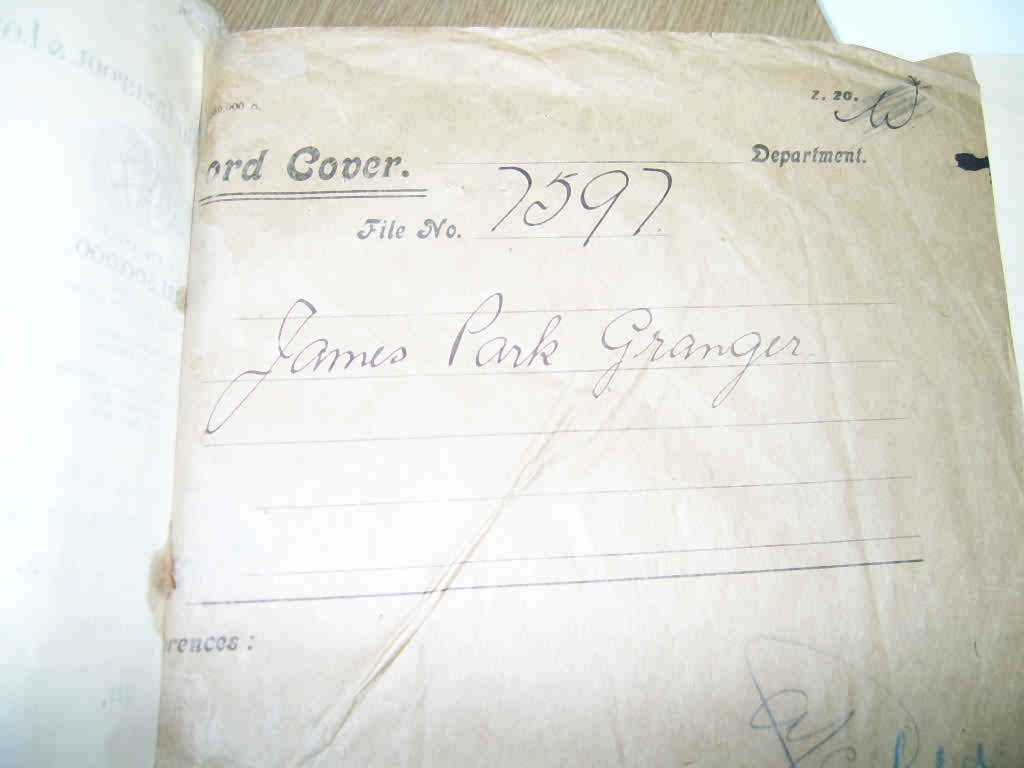 z. 20.
ord Cover.
Department.
File No. 7597
James Park Granger
rences :